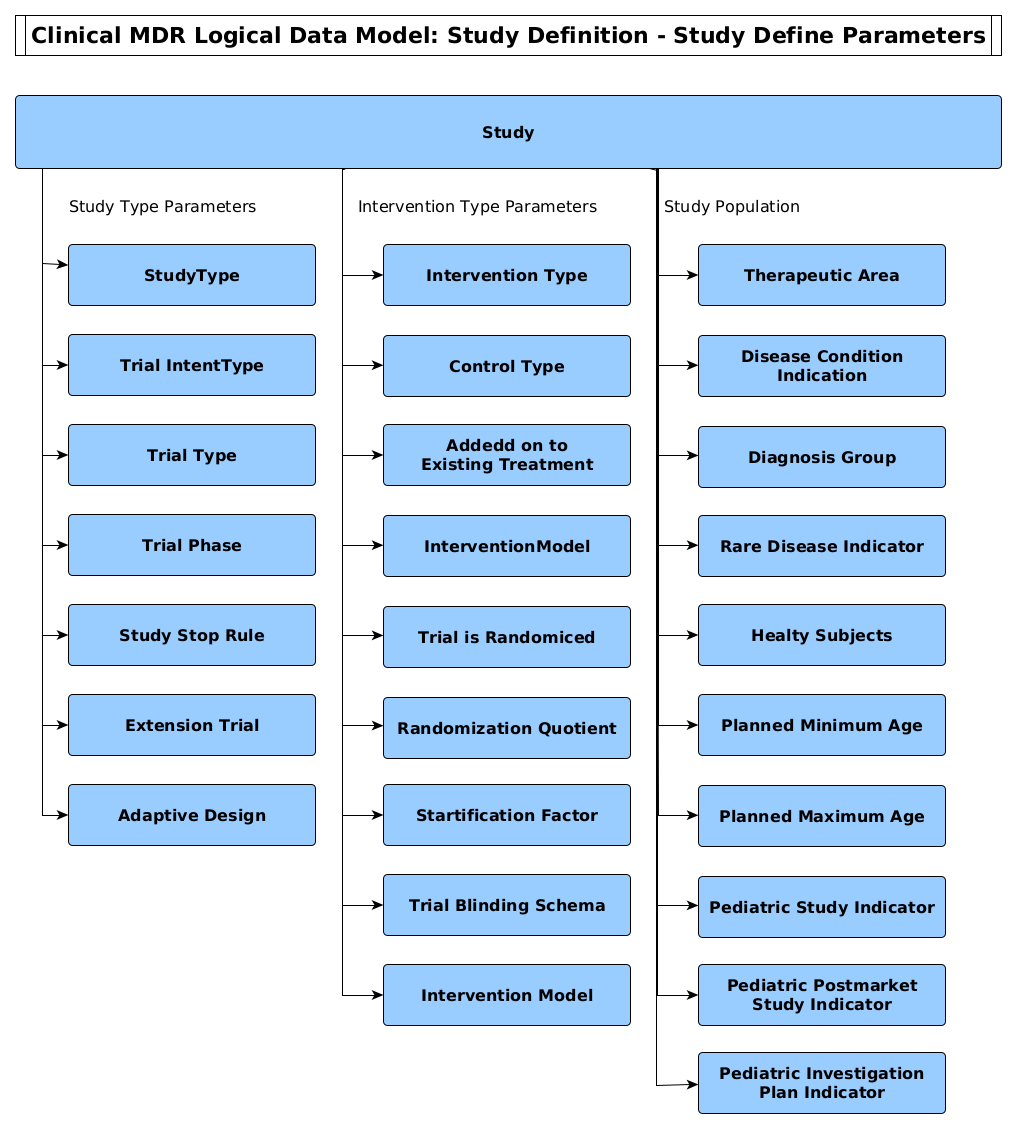 Clinical MDR Logical Data Model: Study Definition - Study Define Parameters
Study
Study Type Parameters
StudyType
Trial IntentType
Trial Type
Trial Phase
Study Stop Rule
Extension Trial
Adaptive Design
Intervention Type Parameters
Intervention Type
Control Type
Addedd on to
Existing Treatment
InterventionModel
Trial is Randomiced
Randomization Quotient
Startification Factor
Trial Blinding Schema
Intervention Model
Study Population
Therapeutic Area
Disease Condition
Indication
Diagnosis Group
Rare Disease Indicator
Healty Subjects
Planned Minimum Age
Planned Maximum Age
Pediatric Study Indicator
Pediatric Postmarket
Study Indicator
Pediatric Investigation
Plan Indicator